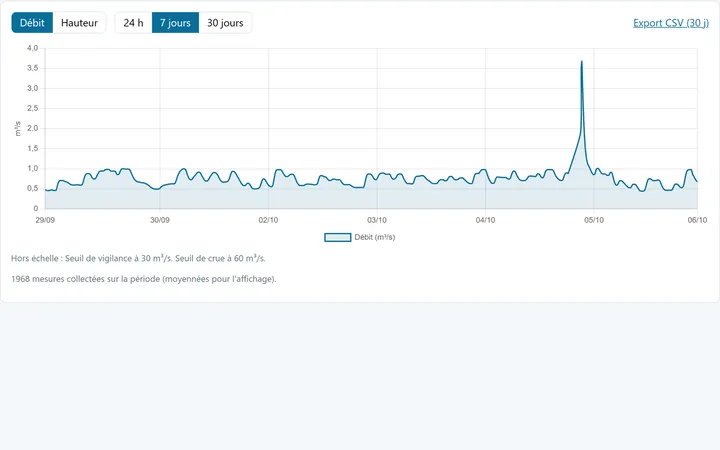 Débit Hauteur 24 h 7 jours 30 jours Export CSV (30 j)
4,0
3,5
3,0
2,5
2,0
1,5
1,0
0,5
0
m³/s
29/09 30/09 02/10 03/10 04/10 05/10 06/10
Débit (m³/s)
Hors échelle : Seuil de vigilance à 30 m³/s. Seuil de crue à 60 m³/s.
1968 mesures collectées sur la période (moyennées pour l'affichage).